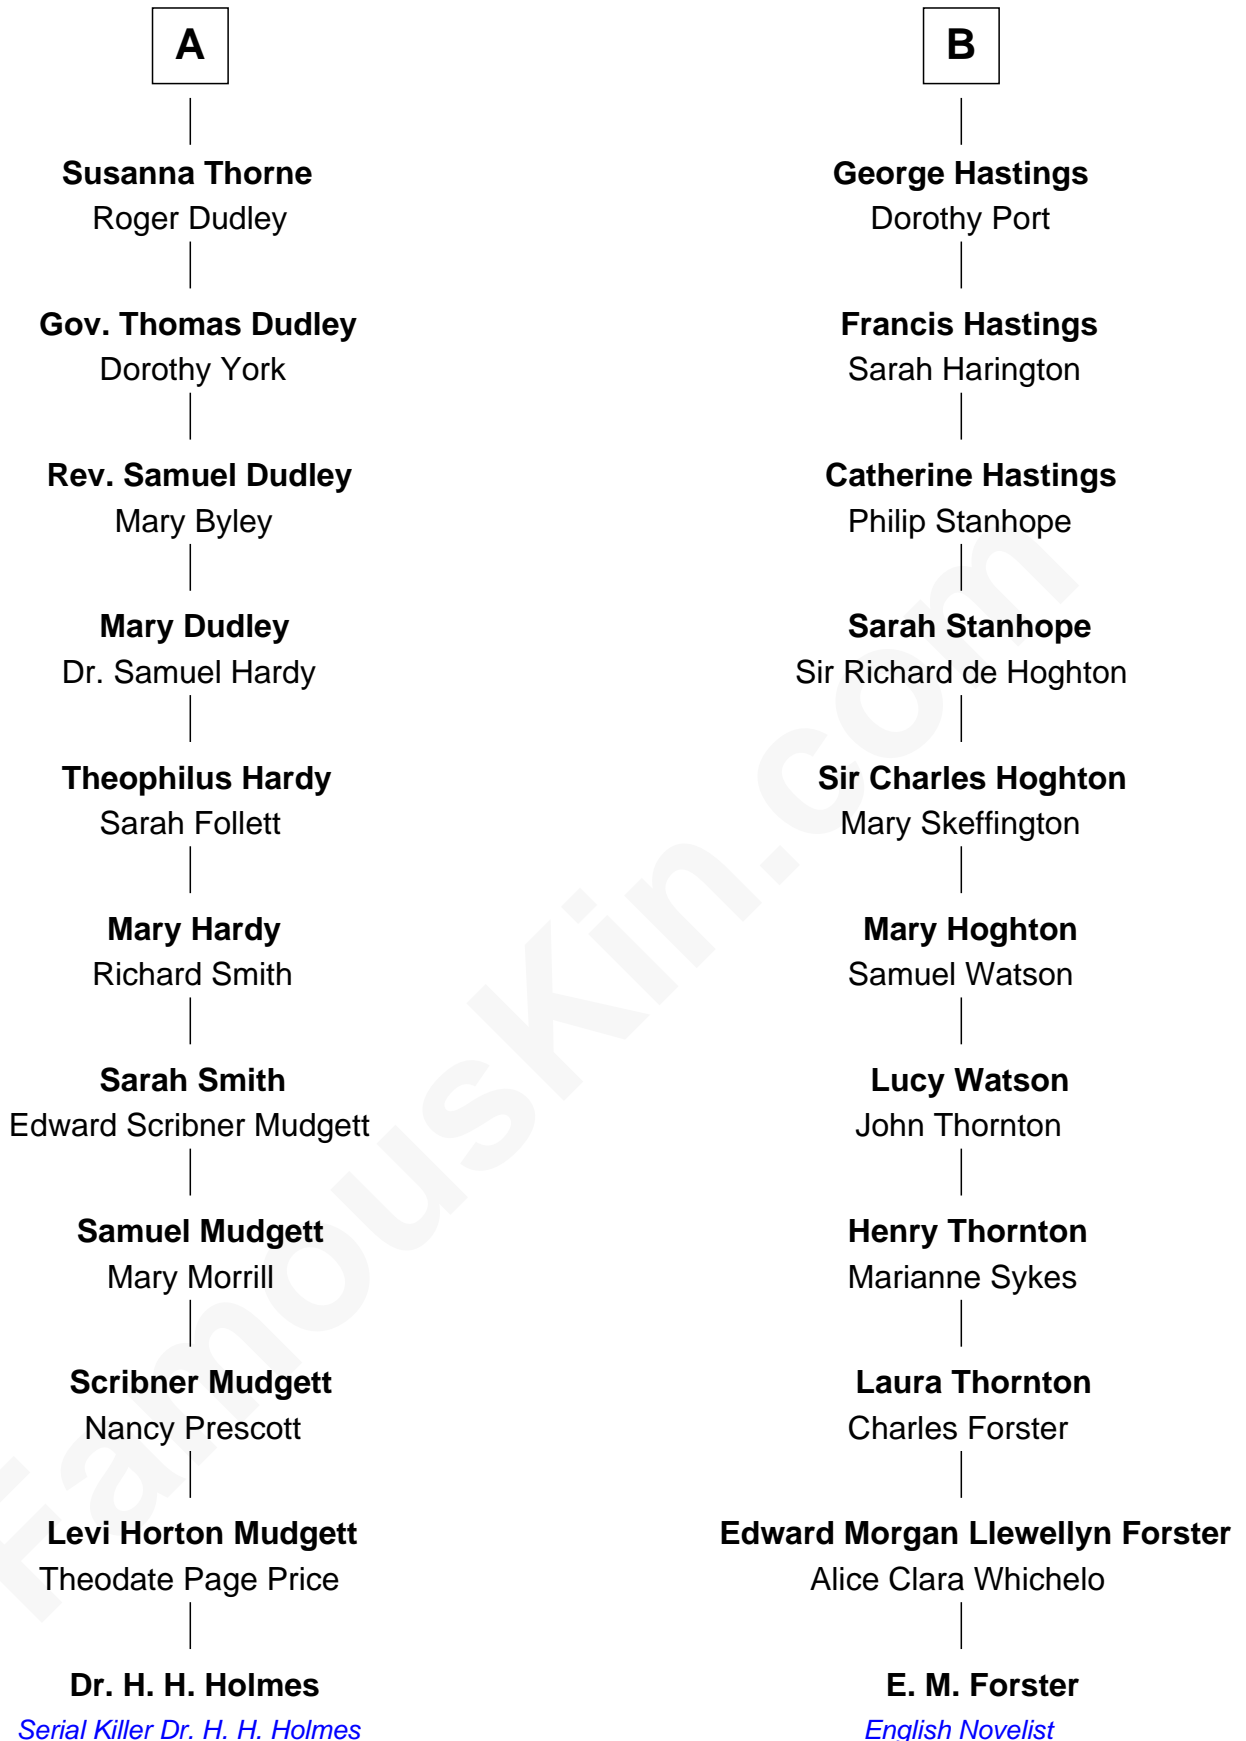 A
Susanna Thorne
Roger Dudley
Gov. Thomas Dudley
Dorothy York
Rev. Samuel Dudley
Mary Byley
Mary Dudley
Dr. Samuel Hardy
Theophilus Hardy
Sarah Follett
Mary Hardy
Richard Smith
Sarah Smith
Edward Scribner Mudgett
Samuel Mudgett
Mary Morrill
Scribner Mudgett
Nancy Prescott
Levi Horton Mudgett
Theodate Page Price
Dr. H. H. Holmes
Serial Killer Dr. H. H. Holmes
B
George Hastings
Dorothy Port
Francis Hastings
Sarah Harington
Catherine Hastings
Philip Stanhope
Sarah Stanhope
Sir Richard de Hoghton
Sir Charles Hoghton
Mary Skeffington
Mary Hoghton
Samuel Watson
Lucy Watson
John Thornton
Henry Thornton
Marianne Sykes
Laura Thornton
Charles Forster
Edward Morgan Llewellyn Forster
Alice Clara Whichelo
E. M. Forster
English Novelist
FamousKin.com